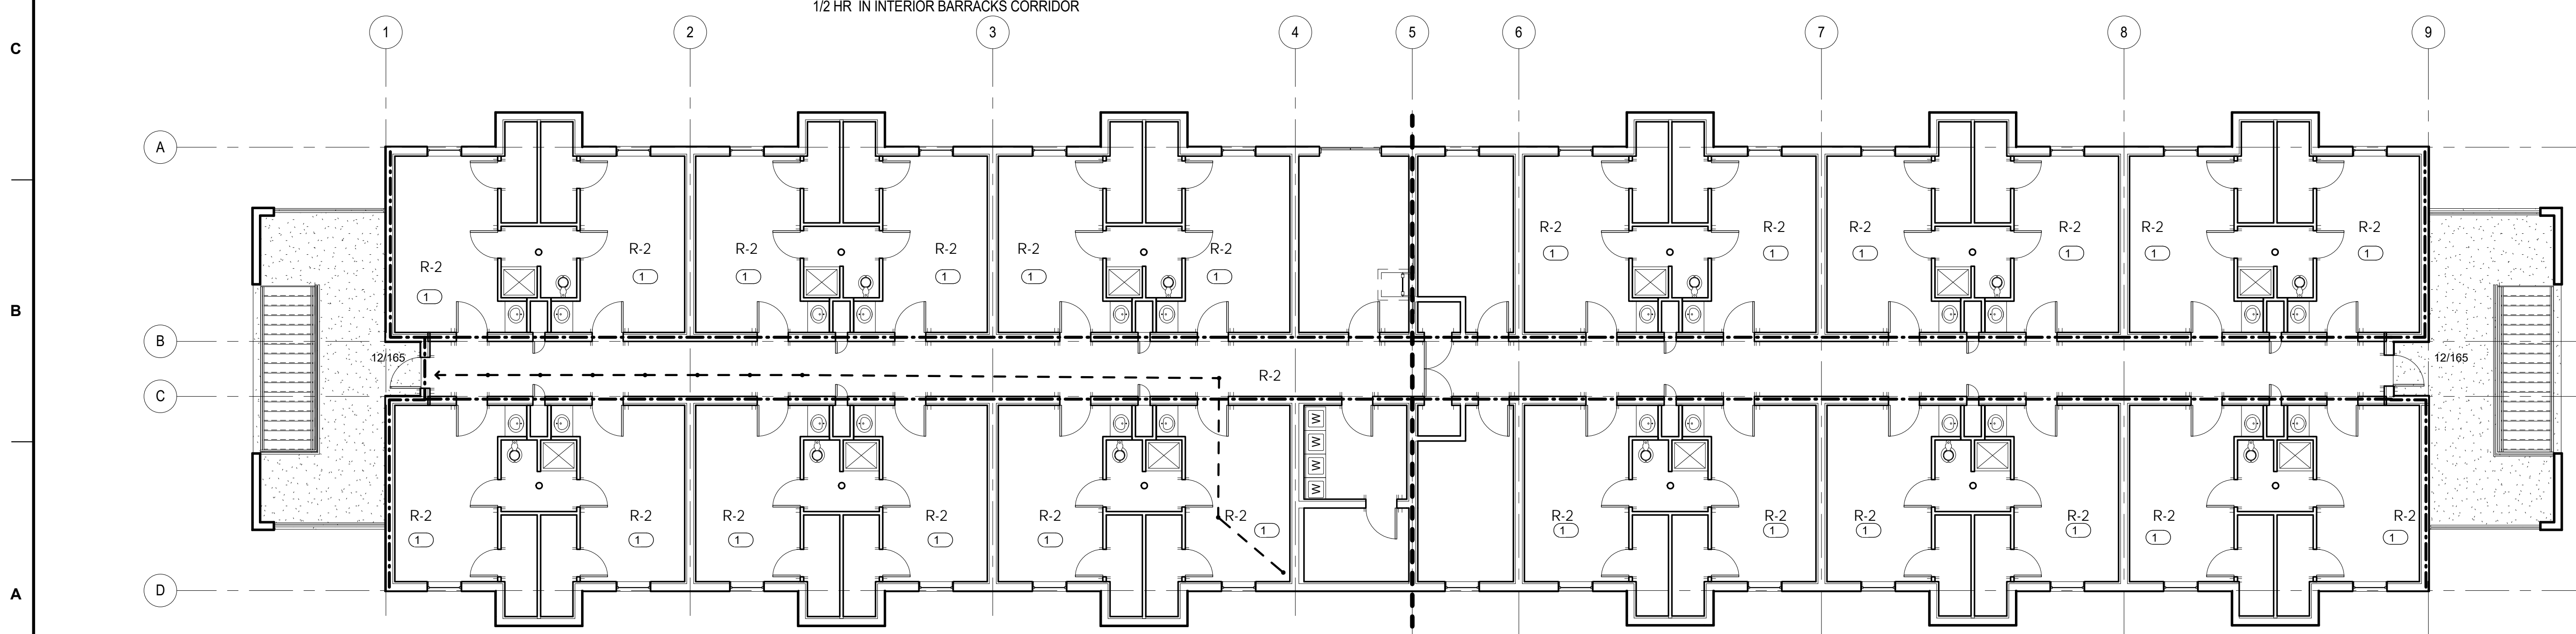 1/2 HR IN INTERIOR BARRACKS CORRIDOR
C
1 2 3 4 5 6 7 8 9
A
R-2 R-2 R-2 R-2 R-2 R-2 R-2 R-2 R-2 R-2 R-2 R-2
1 1 1 1 1 1 1 1 1 1 1 1
B
B
12/165 12/165
R-2
C
W
W
W
W
R-2 R-2 R-2 R-2 R-2 R-2 R-2 R-2 R-2 R-2 R-2 R-2
1 1 1 1 1 1 1 1 1 1 1 1
D
A